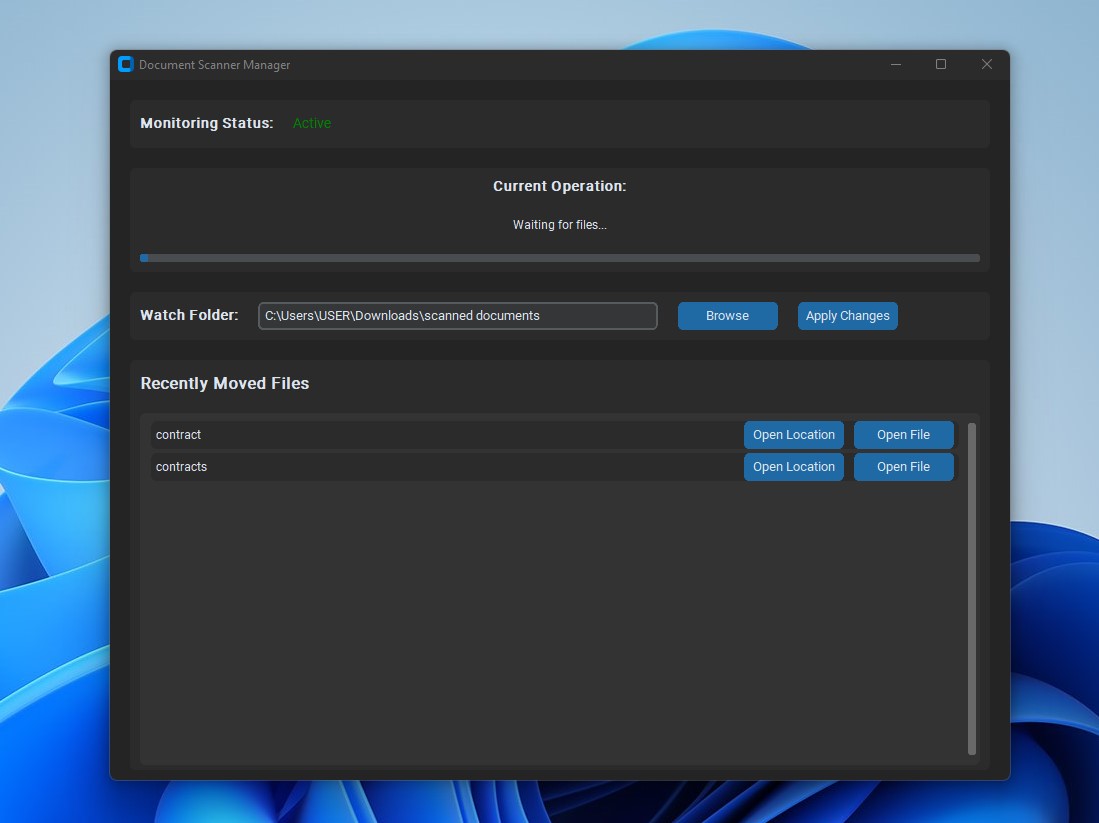 Document Scanner Manager
Monitoring Status: Active
Current Operation:
Waiting for files...
Watch Folder: C:\Users\USER\Downloads\scanned documents Browse Apply Changes
Recently Moved Files
contract Open Location Open File
contracts Open Location Open File